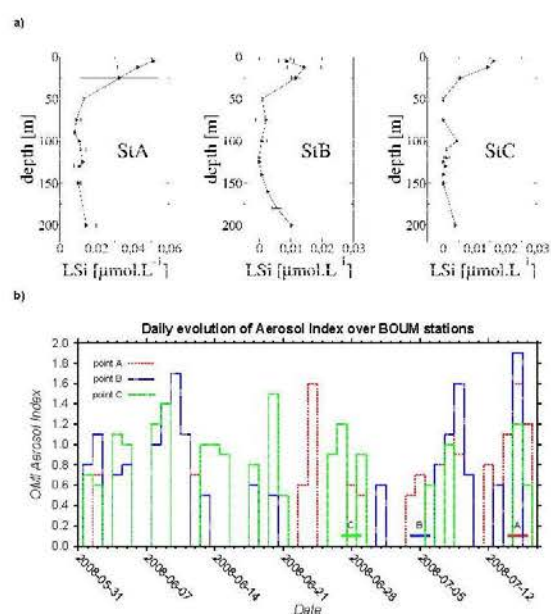 a)
0
50
100
150
200
depth [m]
StA
0 0,02 0,04 0,06
LSi [µmol.L⁻¹]
0
50
100
150
200
depth [m]
StB
0 0,01 0,02 0,03
LSi [µmol.L⁻¹]
0
50
100
150
200
depth [m]
StC
0 0,01 0,02 0,03
LSi [µmol.L⁻¹]
b)
Daily evolution of Aerosol Index over BOUM stations
2.0
1.8
1.6
1.4
1.2
1.0
0.8
0.6
0.4
0.2
0.0
OMI Aerosol Index
point A
point B
point C
C B A
2008-05-31 2008-06-07 2008-06-14 2008-06-21 2008-06-28 2008-07-05 2008-07-12
Date